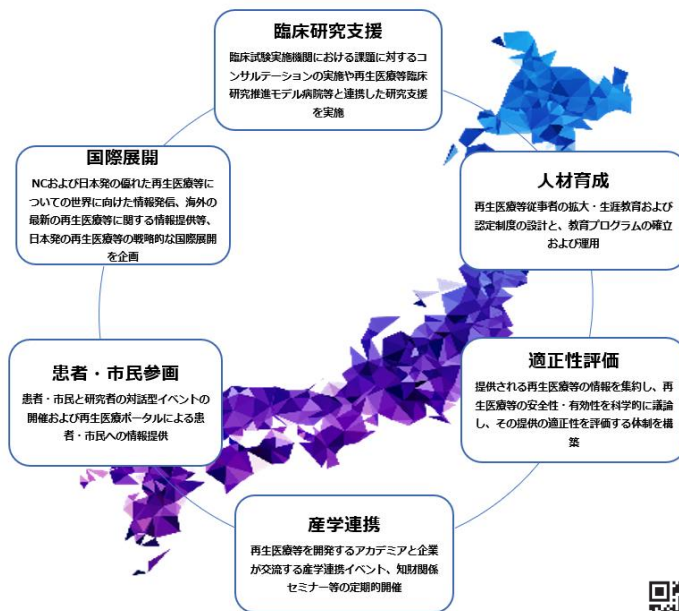 臨床研究支援
臨床試験実施機関における課題に対するコ
ンサルテーションの実施や再生医療等臨床
研究推進モデル病院等と連携した研究支援
を実施
国際展開
NCおよび日本発の優れた再生医療等に
ついての世界に向けた情報発信、海外の
最新の再生医療等に関する情報提供等、
日本発の再生医療等の戦略的な国際展開
を企画
人材育成
再生医療等従事者の拡大・生涯教育および
認定制度の設計と、教育プログラムの確立
および運用
患者・市民参画
患者・市民と研究者の対話型イベントの
開催および再生医療ポータルによる患
者・市民への情報提供
適正性評価
提供される再生医療等の情報を集約し、再
生医療等の安全性・有効性を科学的に議論
し、その提供の適正性を評価する体制を構
築
産学連携
再生医療等を開発するアカデミアと企業
が交流する産学連携イベント、知財関係
セミナー等の定期的開催